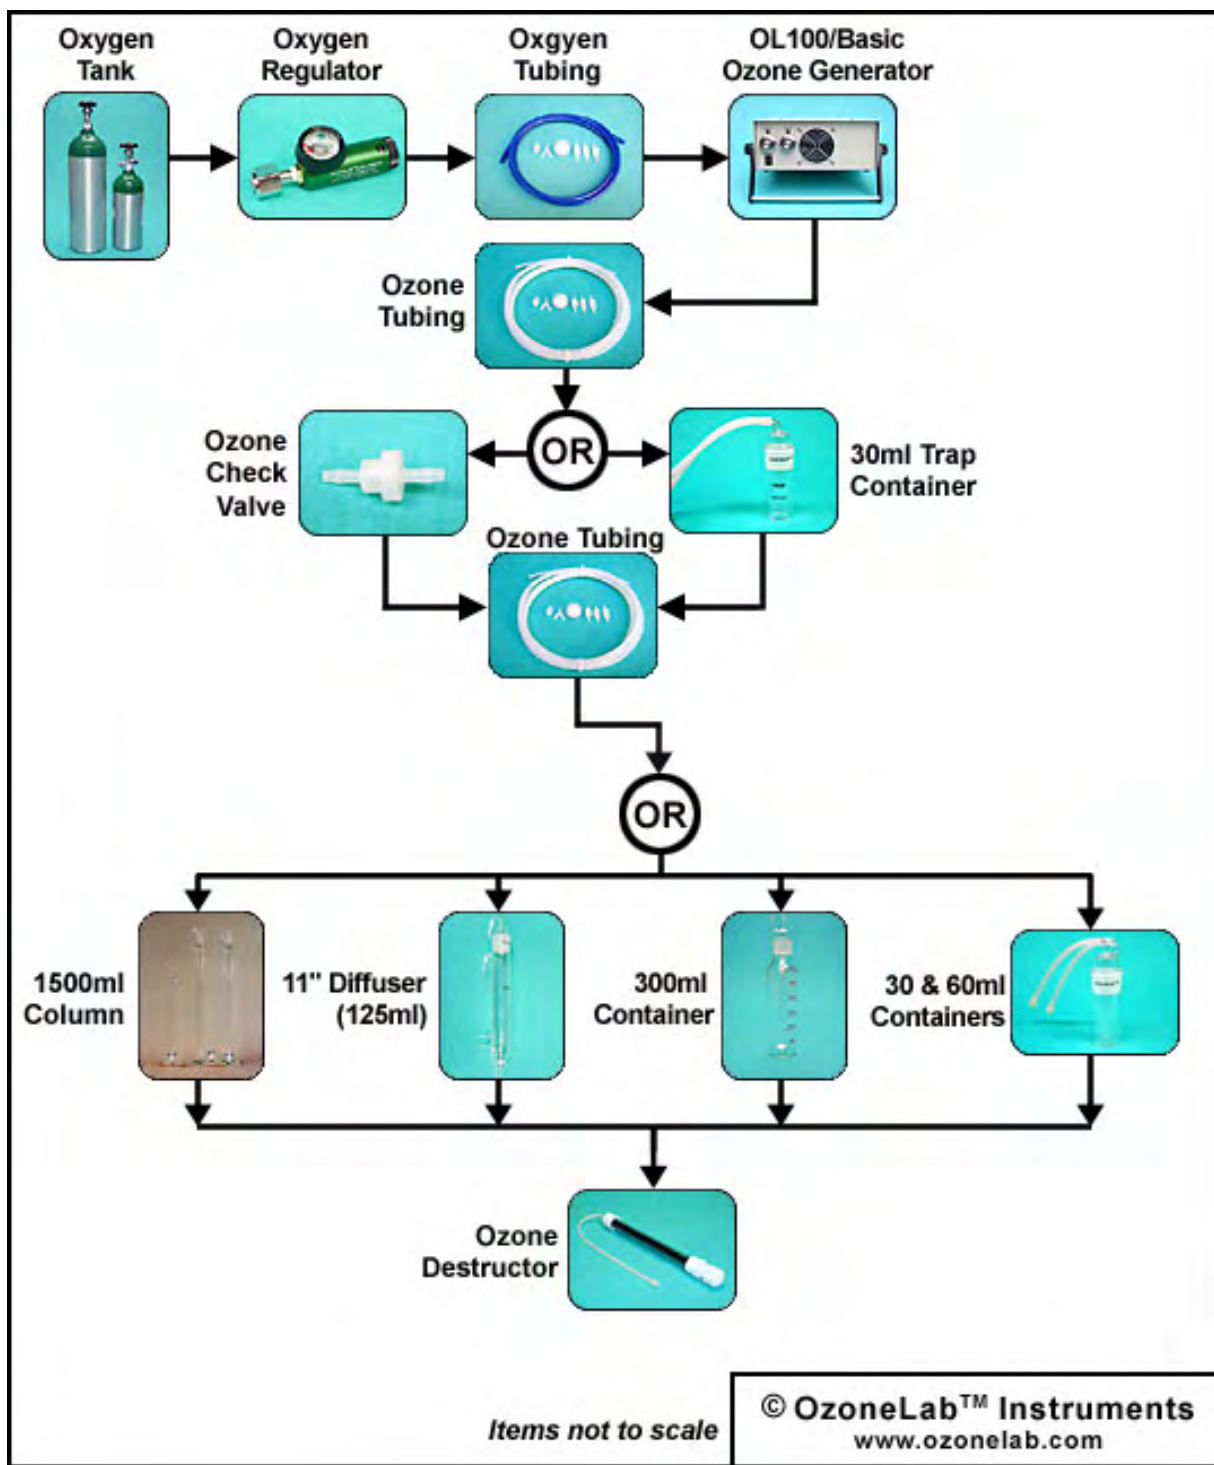 Oxygen
Tank
Oxygen
Regulator
Oxgyen
Tubing
OL100/Basic
Ozone Generator
Ozone
Tubing
OR
Ozone
Check
Valve
30ml Trap
Container
Ozone Tubing
OR
1500ml
Column
11" Diffuser
(125ml)
300ml
Container
30 & 60ml
Containers
Ozone
Destructor
Items not to scale
© OzoneLab™ Instruments
www.ozonelab.com